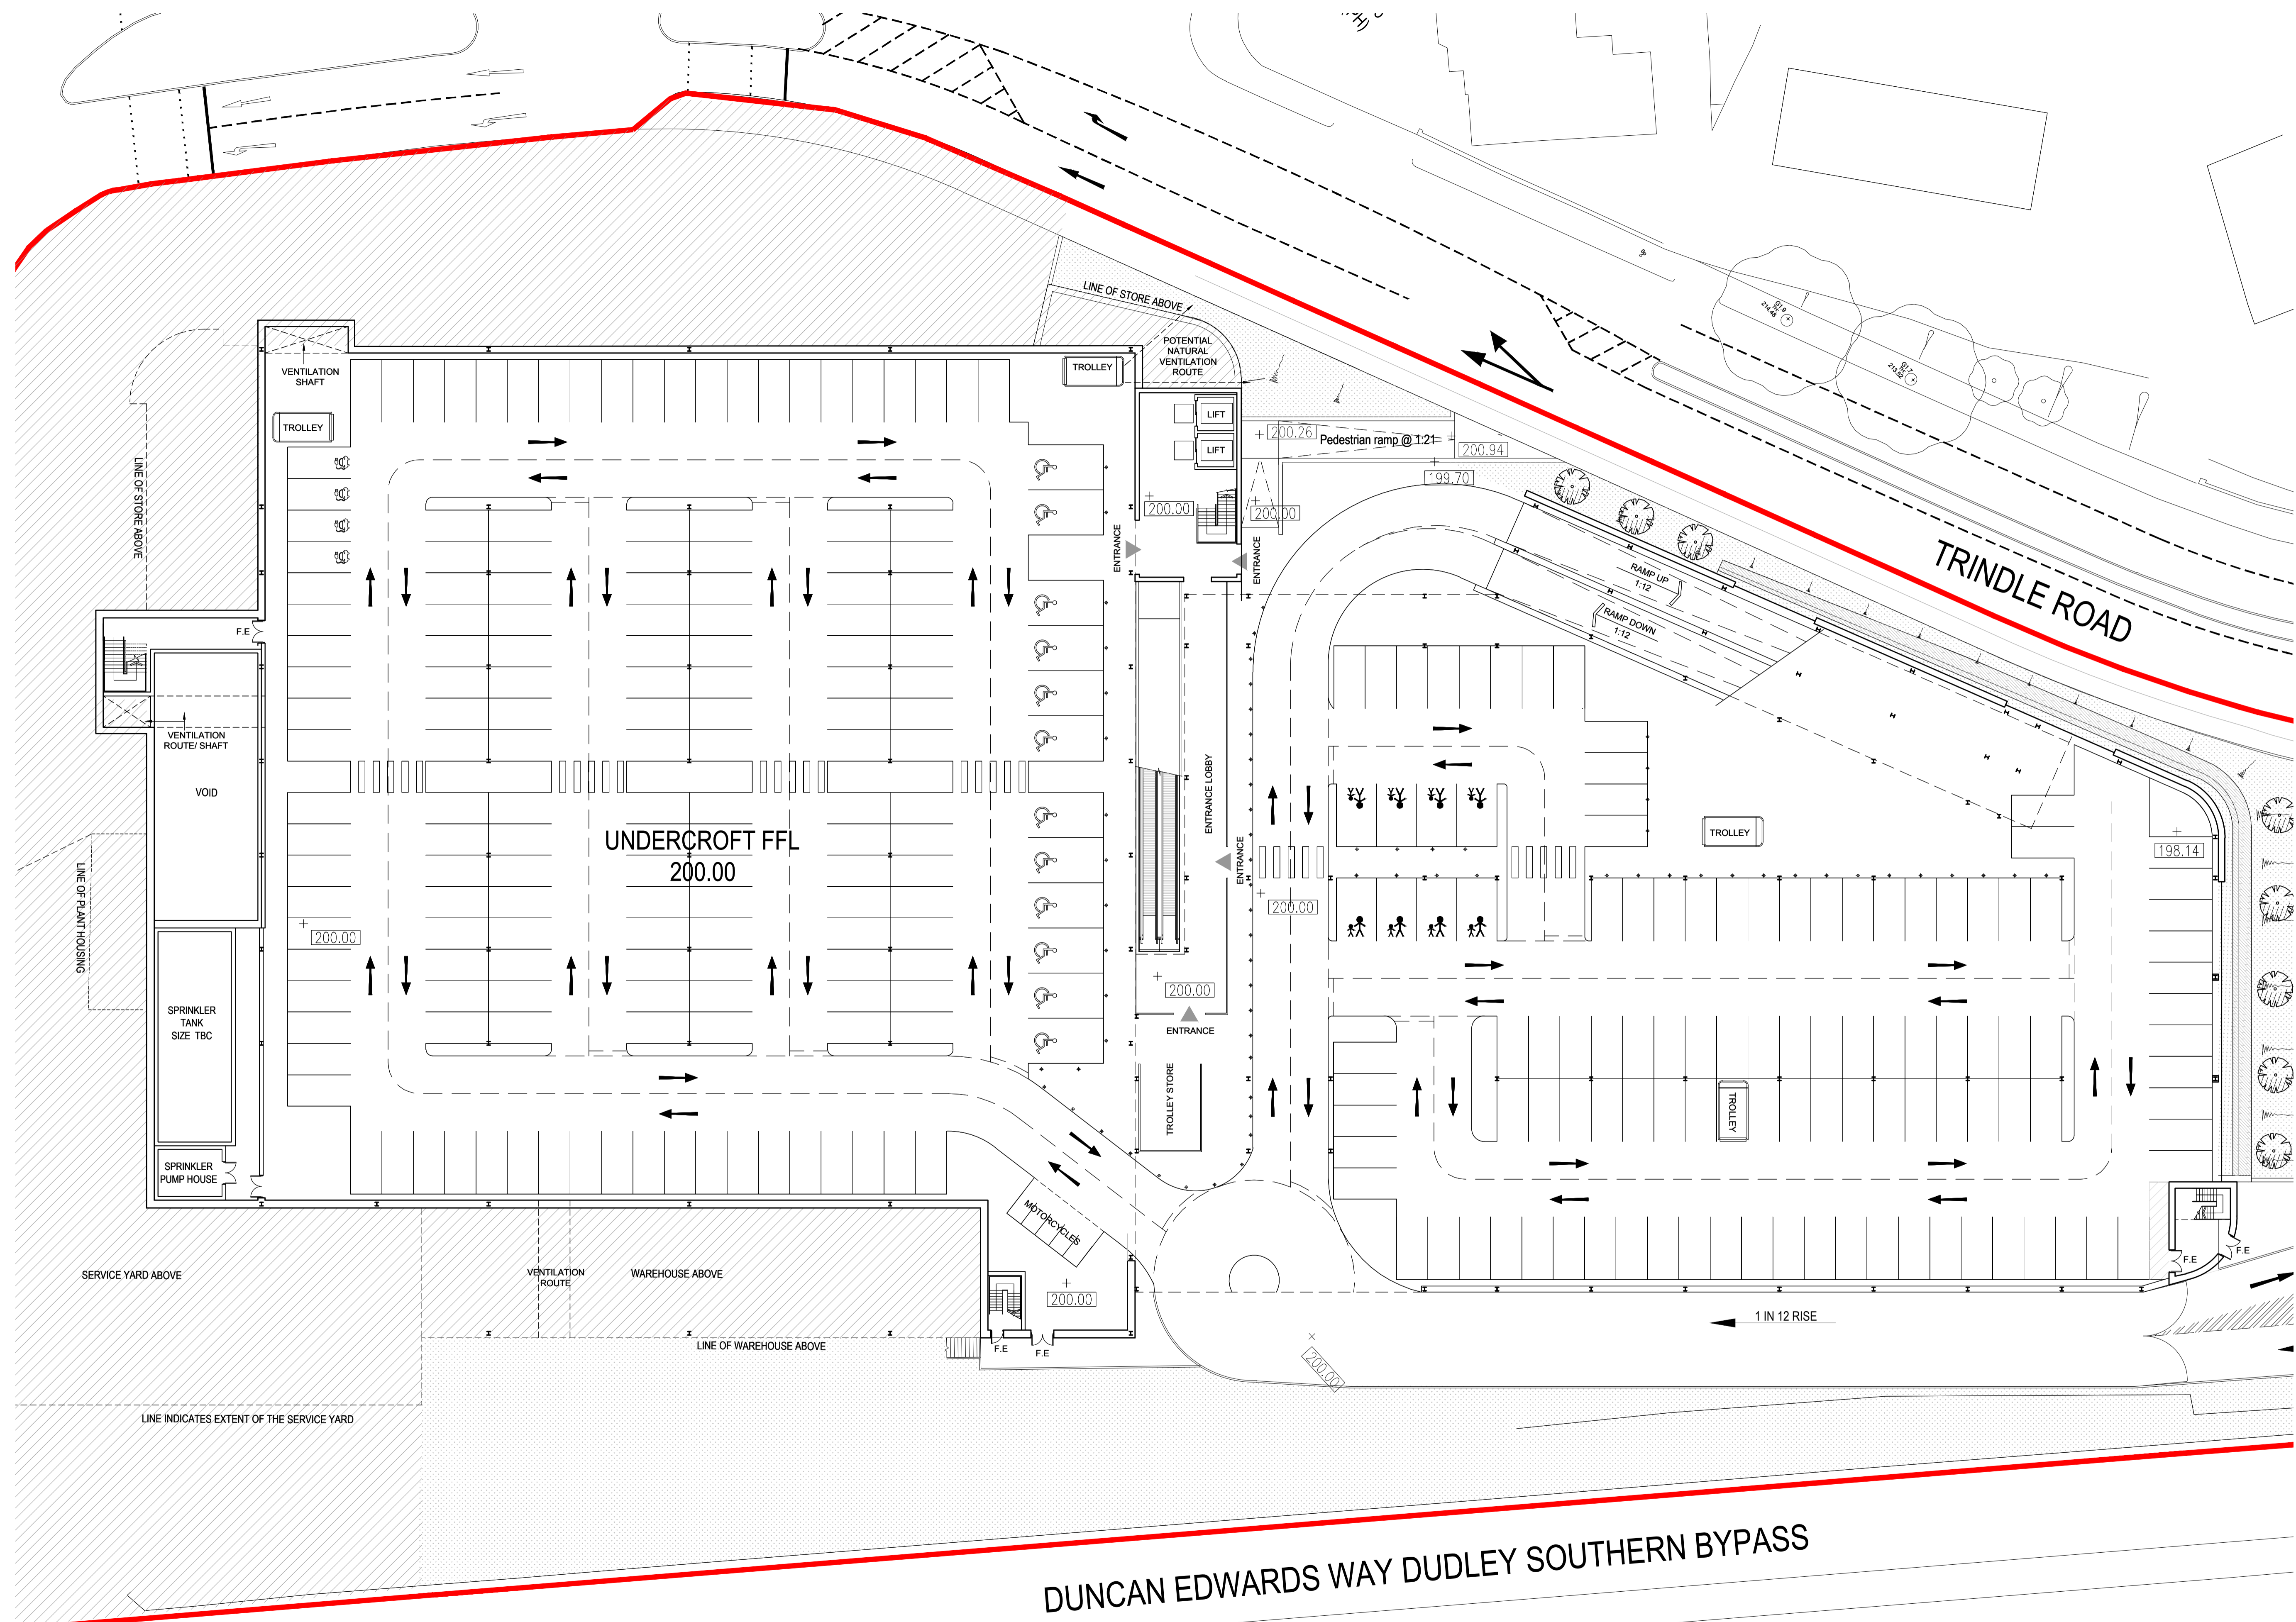 LINE OF STORE ABOVE
POTENTIAL
NATURAL
VENTILATION
ROUTE
TROLLEY
VENTILATION
SHAFT
TROLLEY
LIFT
LIFT
200.26
Pedestrian ramp @ 1:21
200.94
199.70
200.00
200.00
214.48
213.52
LINE OF STORE ABOVE
ENTRANCE
ENTRANCE
RAMP UP
1:12
RAMP DOWN
1:12
TRINDLE ROAD
F.E
VENTILATION
ROUTE/ SHAFT
VOID
ENTRANCE LOBBY
UNDERCROFT FFL
200.00
ENTRANCE
TROLLEY
198.14
200.00
LINE OF PLANT HOUSING
200.00
200.00
ENTRANCE
SPRINKLER
TANK
SIZE TBC
TROLLEY STORE
TROLLEY
SPRINKLER
PUMP HOUSE
MOTORCYCLES
SERVICE YARD ABOVE
VENTILATION
ROUTE
WAREHOUSE ABOVE
200.00
F.E
F.E
1 IN 12 RISE
LINE OF WAREHOUSE ABOVE
F.E
F.E
200.00
LINE INDICATES EXTENT OF THE SERVICE YARD
DUNCAN EDWARDS WAY DUDLEY SOUTHERN BYPASS